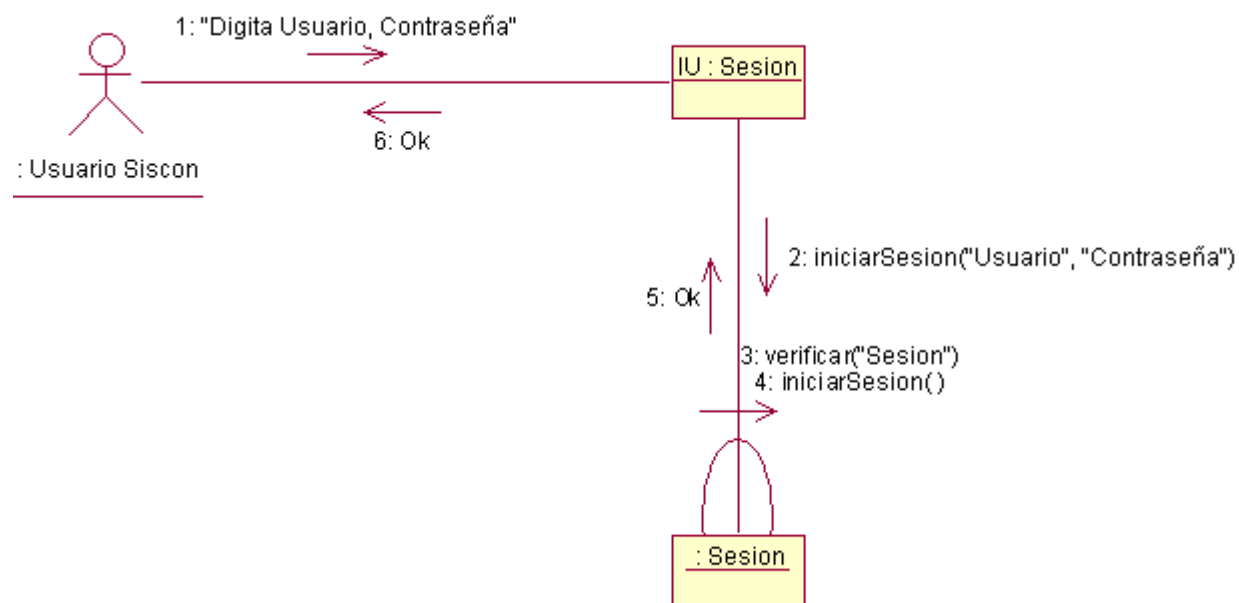 1: "Digita Usuario, Contraseña"
IU : Sesion
6: Ok
: Usuario Siscon
2: iniciarSesion("Usuario", "Contraseña")
5: Ok
3: verificar("Sesion")
4: iniciarSesion( )
: Sesion